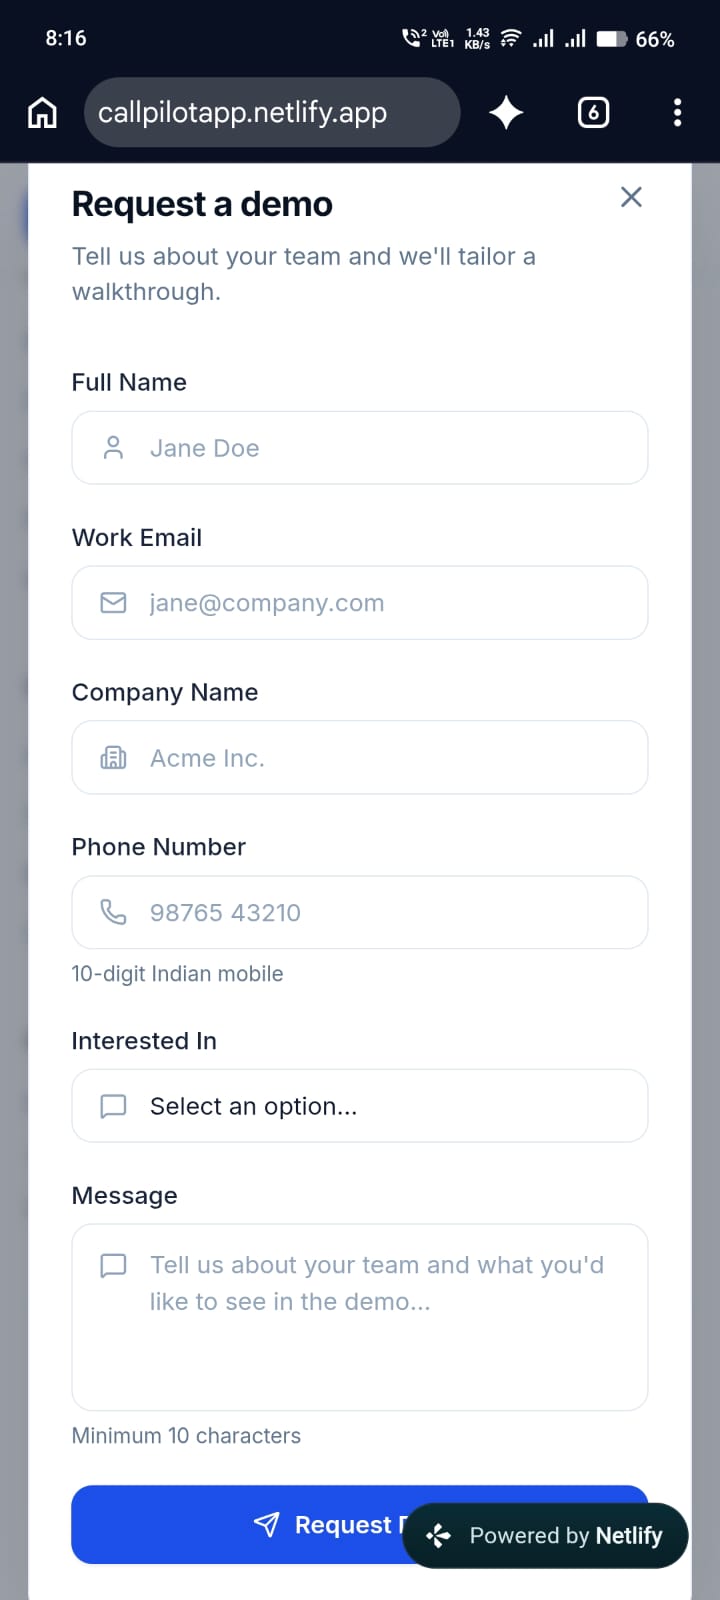 8:16
2 Vo) LTE1 1.43 KB/s 66%
callpilotapp.netlify.app
6
Request a demo
Tell us about your team and we'll tailor a
walkthrough.
Full Name
Jane Doe
Work Email
jane@company.com
Company Name
Acme Inc.
Phone Number
98765 43210
10-digit Indian mobile
Interested In
Select an option...
Message
Tell us about your team and what you'd
like to see in the demo...
Minimum 10 characters
Request
Powered by Netlify